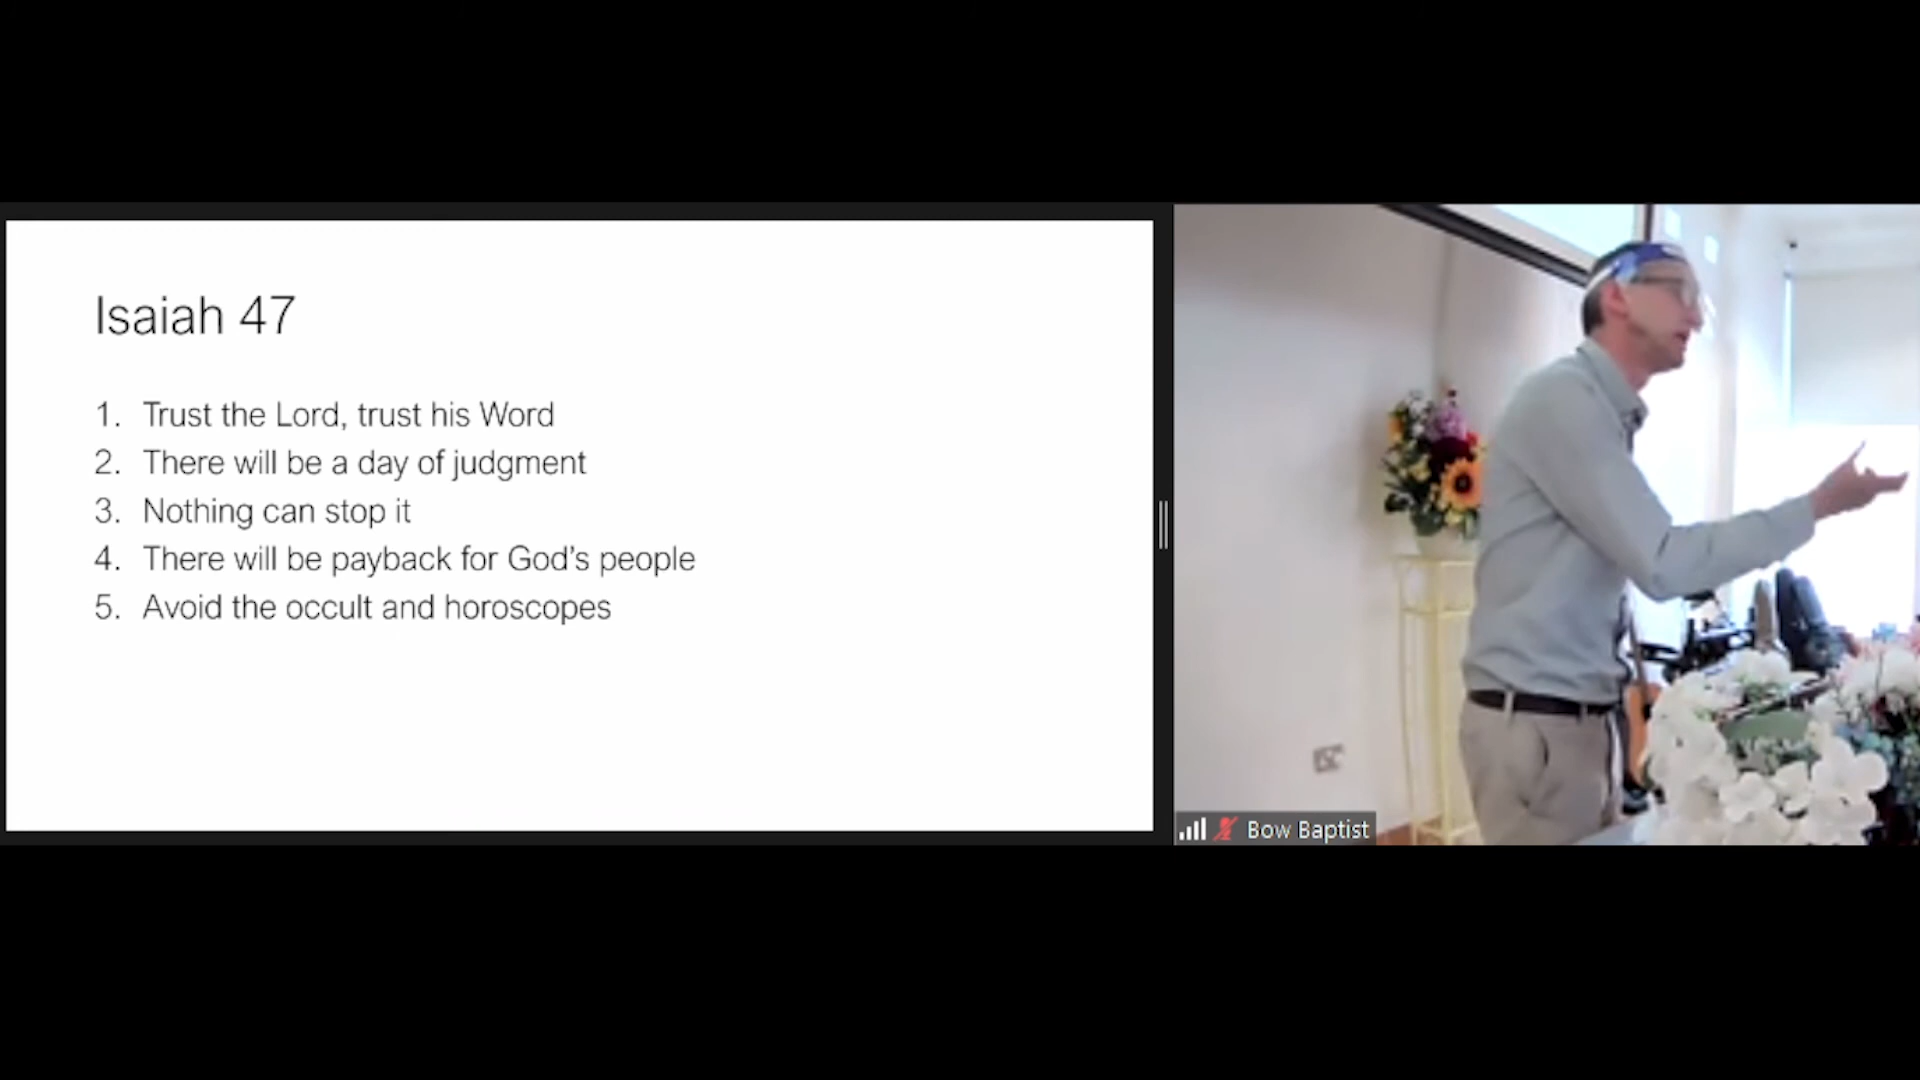 Isaiah 47
1. Trust the Lord, trust his Word
2. There will be a day of judgment
3. Nothing can stop it
4. There will be payback for God's people
5. Avoid the occult and horoscopes
Bow Baptist